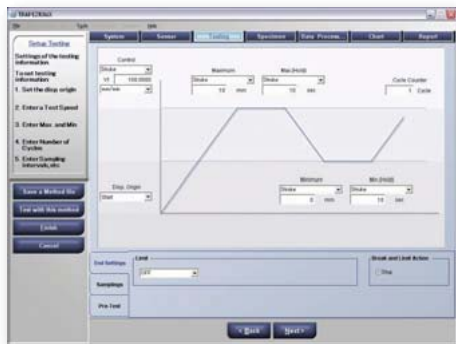 TRAPEZIUMX
File
Help
System
Sensor
Testing
Specimen
Data Process...
Chart
Report
Setup Testing
Settings of the testing
information
To set testing
information
1. Set the disp. origin
2. Enter a Test Speed
3. Enter Max. and Min
4. Enter Number of
Cycles
5. Enter Sampling
intervals, etc
Save a Method file
Test with this method
Finish
Cancel
Control
Stroke
V1
100.0000
mm/min
Maximum
Stroke
10
mm
Max.(Hold)
Stroke
10
sec
Cycle Counter
1
Cycle
Disp. Origin
Start
Minimum
Stroke
mm
Min.(Hold)
Stroke
10
sec
End Settings
Samplings
Pre-Test
Limit
OFF
Break and Limit Action
Stop
< Back
Next >